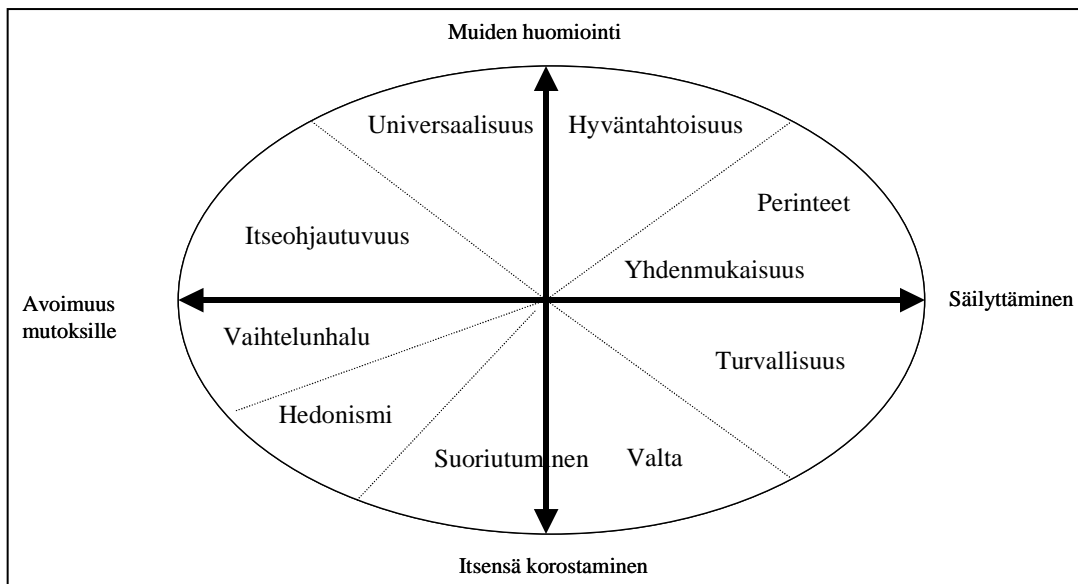 Muiden huomiointi
Universaalisuus
Hyväntahtoisuus
Perinteet
Itseohjautuvuus
Yhdenmukaisuus
Avoimuus
mutoksille
Säilyttäminen
Vaihtelunhalu
Turvallisuus
Hedonismi
Suoriutuminen
Valta
Itsensä korostaminen